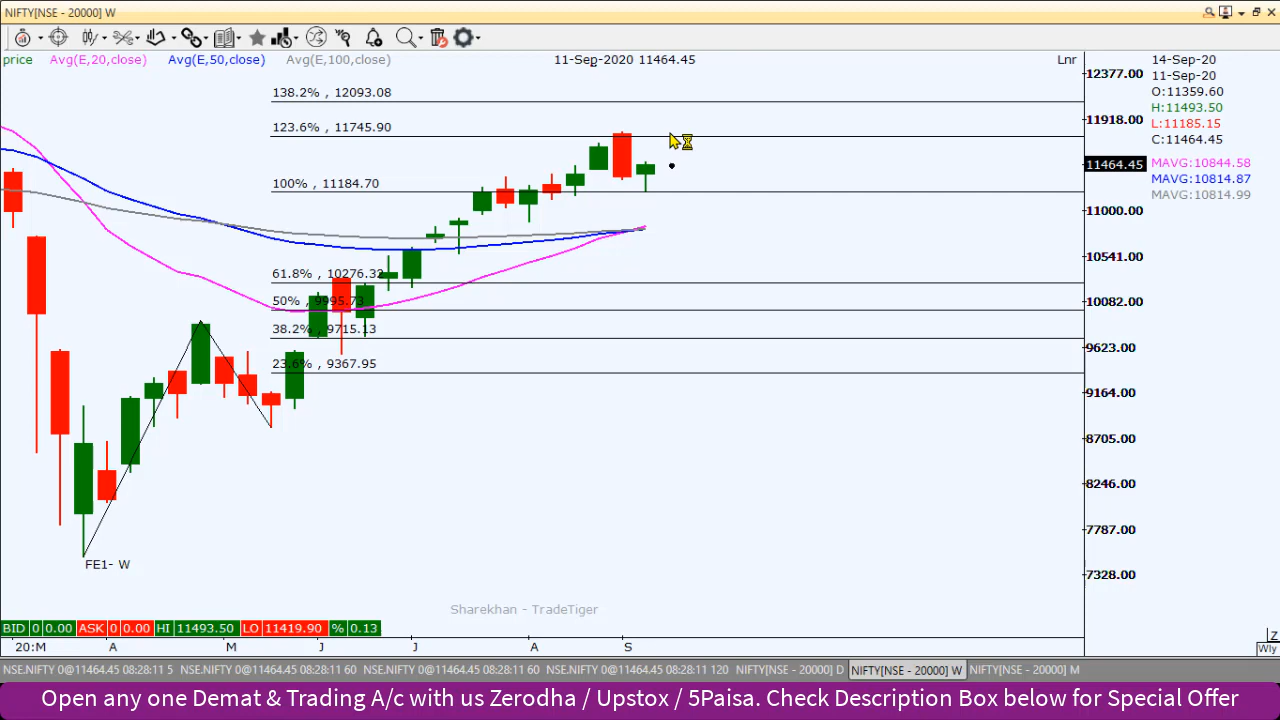 NIFTY[NSE - 20000] W
price Avg(E,20,close) Avg(E,50,close) Avg(E,100,close) 11-Sep-2020 11464.45 Lnr
14-Sep-20
11-Sep-20
O:11359.60
H:11493.50
L:11185.15
C:11464.45
MAVG:10844.58
MAVG:10814.87
MAVG:10814.99
12377.00
11918.00
11464.45
11000.00
10541.00
10082.00
9623.00
9164.00
8705.00
8246.00
7787.00
7328.00
138.2% , 12093.08
123.6% , 11745.90
100% , 11184.70
61.8% , 10276.32
50% , 9995.73
38.2% , 9715.13
23.6% , 9367.95
FE1- W
Sharekhan - TradeTiger
BID 0 0.00 ASK 0 0.00 HI 11493.50 LO 11419.90 % 0.13
20:M A M J J A S
Z
Wly
NSE.NIFTY 0@11464.45 08:28:11 5 NSE.NIFTY 0@11464.45 08:28:11 60 NSE.NIFTY 0@11464.45 08:28:11 60 NSE.NIFTY 0@11464.45 08:28:11 120 NIFTY[NSE - 20000] D NIFTY[NSE - 20000] W NIFTY[NSE - 20000] M
Open any one Demat & Trading A/c with us Zerodha / Upstox / 5Paisa. Check Description Box below for Special Offer